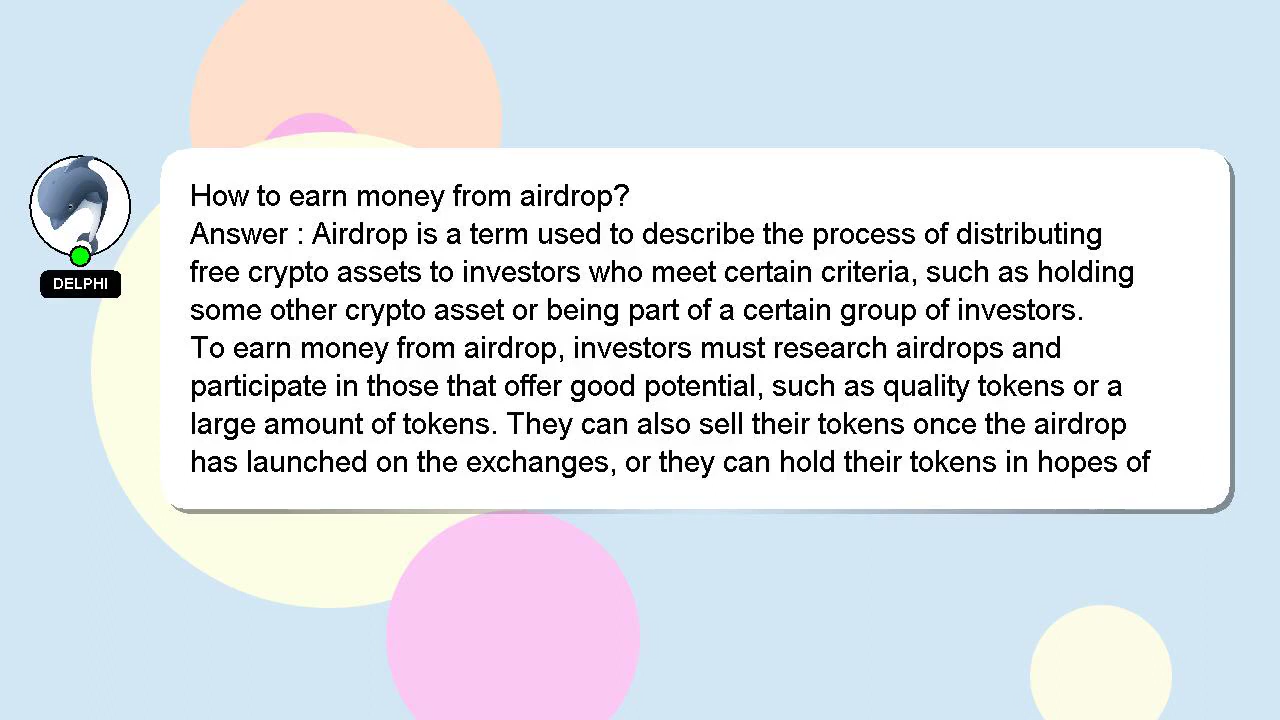 How to earn money from airdrop?
Answer : Airdrop is a term used to describe the process of distributing
free crypto assets to investors who meet certain criteria, such as holding
some other crypto asset or being part of a certain group of investors.
To earn money from airdrop, investors must research airdrops and
participate in those that offer good potential, such as quality tokens or a
large amount of tokens. They can also sell their tokens once the airdrop
has launched on the exchanges, or they can hold their tokens in hopes of
DELPHI